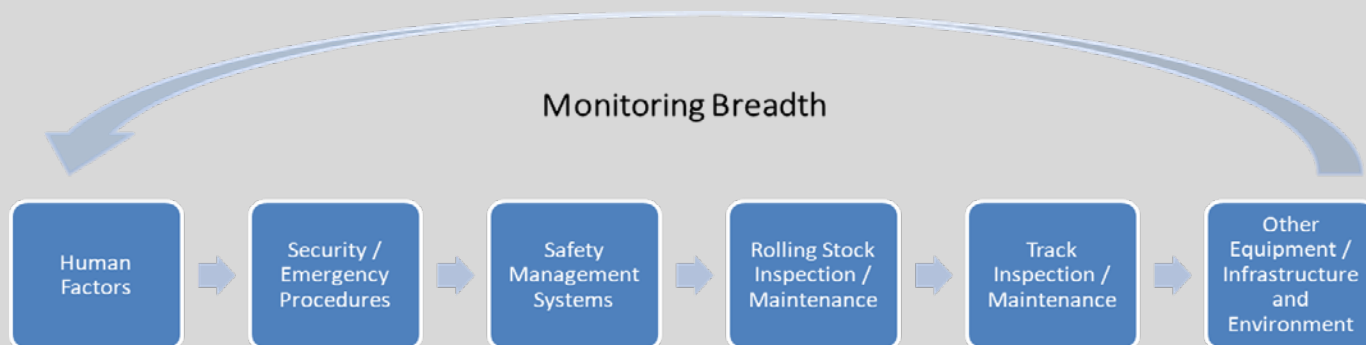 Monitoring Breadth
Human
Factors
Security /
Emergency
Procedures
Safety
Management
Systems
Rolling Stock
Inspection /
Maintenance
Track
Inspection /
Maintenance
Other
Equipment /
Infrastructure
and
Environment